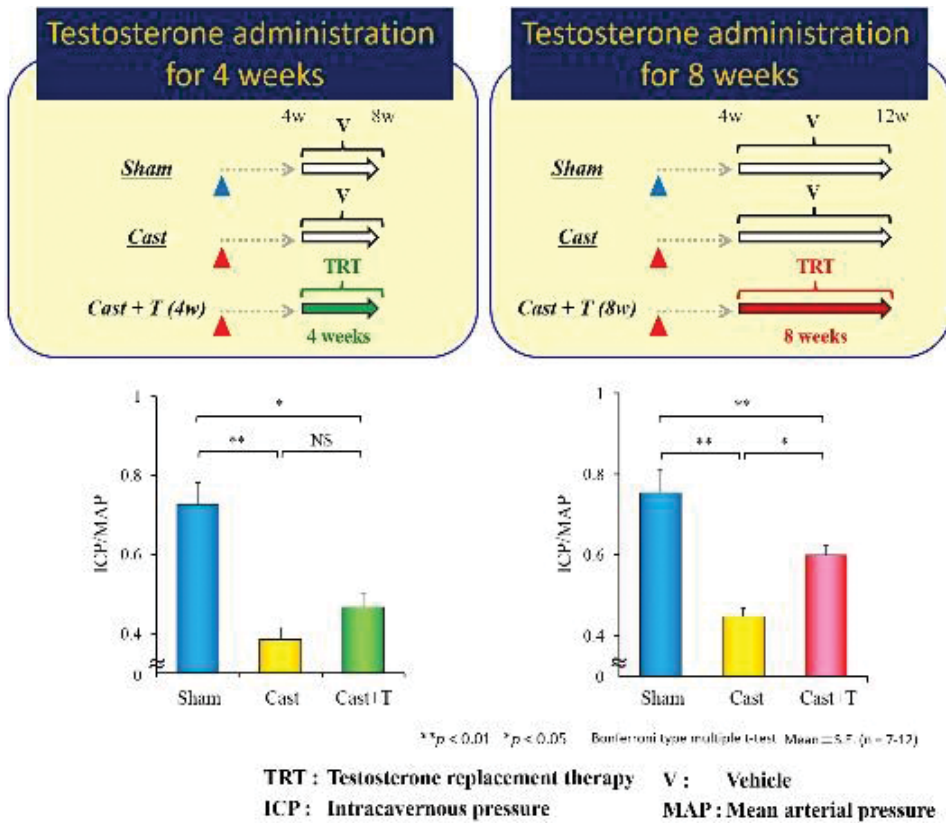 Testosterone administration
for 4 weeks
4w V 8w
Sham
V
Cast
TRT
Cast + T (4w)
4 weeks
Testosterone administration
for 8 weeks
4w V 12w
Sham
V
Cast
TRT
Cast + T (8w)
8 weeks
1
0.8
0.6
0.4
0
ICP/MAP
*
** NS
Sham Cast Cast+T
1
0.8
0.6
0.4
0
ICP/MAP
**
** *
Sham Cast Cast+T
**p < 0.01 *p < 0.05 Bonferroni type multiple t-test Mean ± S.E. (n = 7-12)
TRT : Testosterone replacement therapy V : Vehicle
ICP : Intracavernous pressure MAP : Mean arterial pressure